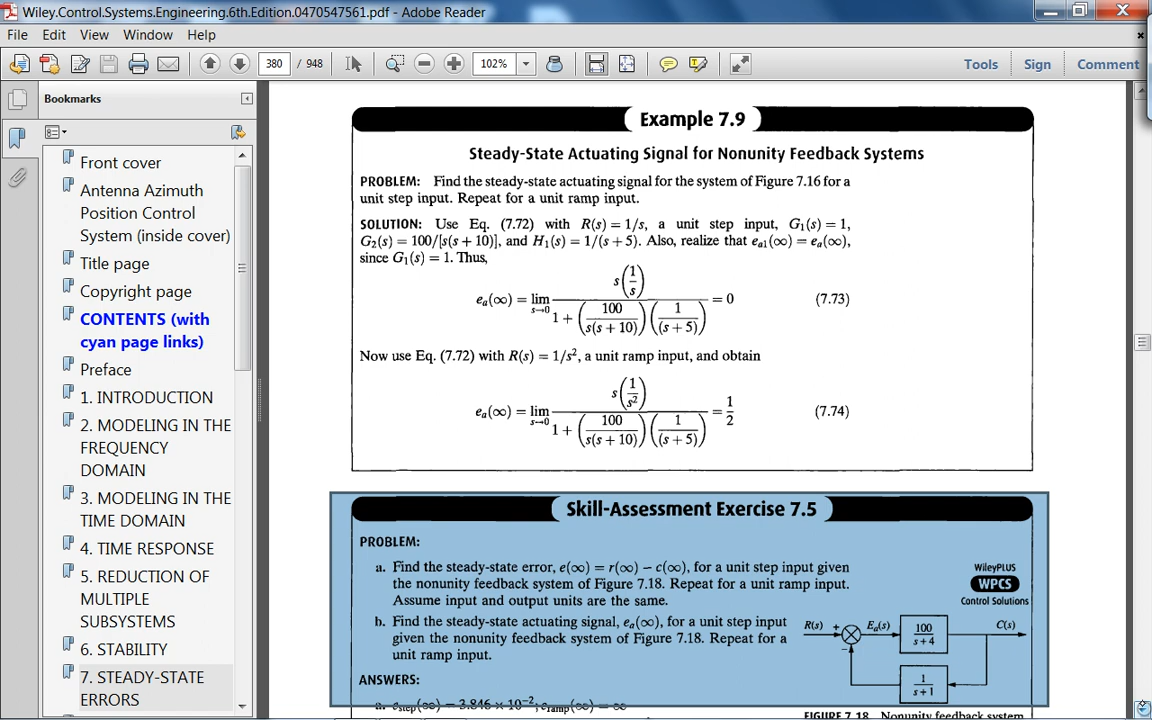 Wiley.Control.Systems.Engineering.6th.Edition.0470547561.pdf - Adobe Reader
File Edit View Window Help
380 / 948 102% Tools Sign Comment
Bookmarks
Front cover
Antenna Azimuth
Position Control
System (inside cover)
Title page
Copyright page
CONTENTS (with
cyan page links)
Preface
1. INTRODUCTION
2. MODELING IN THE
FREQUENCY
DOMAIN
3. MODELING IN THE
TIME DOMAIN
4. TIME RESPONSE
5. REDUCTION OF
MULTIPLE
SUBSYSTEMS
6. STABILITY
7. STEADY-STATE
ERRORS
Example 7.9
Steady-State Actuating Signal for Nonunity Feedback Systems
PROBLEM: Find the steady-state actuating signal for the system of Figure 7.16 for a
unit step input. Repeat for a unit ramp input.
SOLUTION: Use Eq. (7.72) with R(s) = 1/s, a unit step input, G₁(s) = 1,
G₂(s) = 100/[s(s + 10)], and H₁(s) = 1/(s + 5). Also, realize that eₐ₁(∞) = eₐ(∞),
since G₁(s) = 1. Thus,
eₐ(∞) = lim s→0 s(1/s) / (1 + (100/(s(s + 10)))(1/((s + 5)))) = 0 (7.73)
Now use Eq. (7.72) with R(s) = 1/s², a unit ramp input, and obtain
eₐ(∞) = lim s→0 s(1/s²) / (1 + (100/(s(s + 10)))(1/((s + 5)))) = 1/2 (7.74)
Skill-Assessment Exercise 7.5
PROBLEM:
a. Find the steady-state error, e(∞) = r(∞) − c(∞), for a unit step input given
the nonunity feedback system of Figure 7.18. Repeat for a unit ramp input.
Assume input and output units are the same.
b. Find the steady-state actuating signal, eₐ(∞), for a unit step input
given the nonunity feedback system of Figure 7.18. Repeat for a
unit ramp input.
WileyPLUS
WPCS
Control Solutions
R(s) + − Eₐ(s) 100/(s + 4) C(s)
1/(s + 1)
ANSWERS:
a. e_step(∞) = 3.846 × 10⁻²; e_ramp(∞) = ∞
FIGURE 7.18 Nonunity feedback system